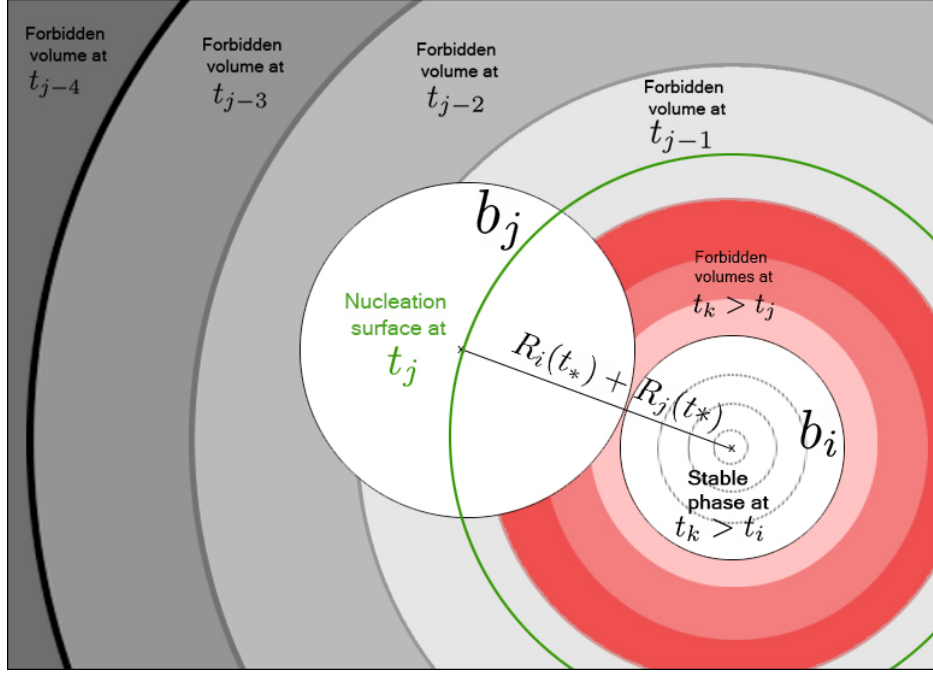 Forbidden
volume at
t_{j-4}
Forbidden
volume at
t_{j-3}
Forbidden
volume at
t_{j-2}
Forbidden
volume at
t_{j-1}
b_j
Forbidden
volumes at
t_k > t_j
Nucleation
surface at
t_j
R_i(t_*) + R_j(t*)
b_i
Stable
phase at
t_k > t_i